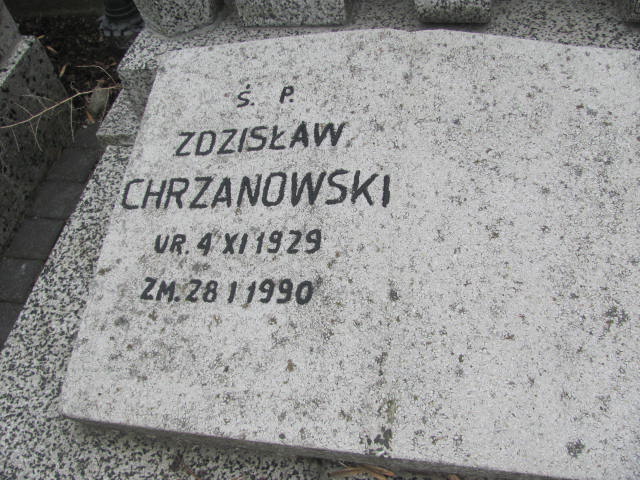 Ś. P.
ZDZISŁAW
CHRZANOWSKI
UR. 4 XI 1929
ZM. 28 I 1990